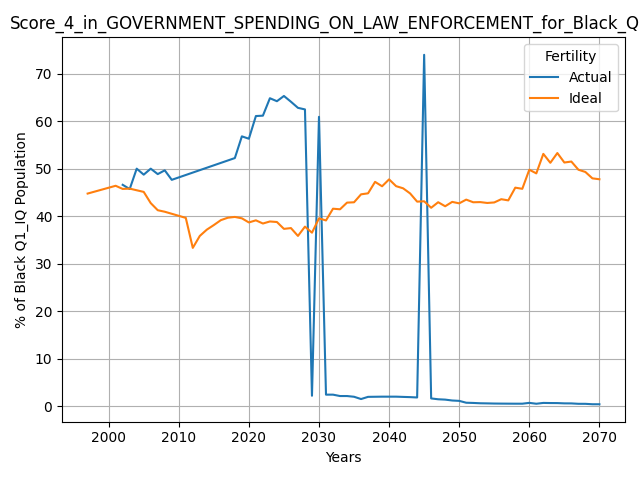 Score_4_in_GOVERNMENT_SPENDING_ON_LAW_ENFORCEMENT_for_Black_Q
Fertility
Actual
Ideal
% of Black Q1_IQ Population
70
60
50
40
30
20
10
0
2000 2010 2020 2030 2040 2050 2060 2070
Years